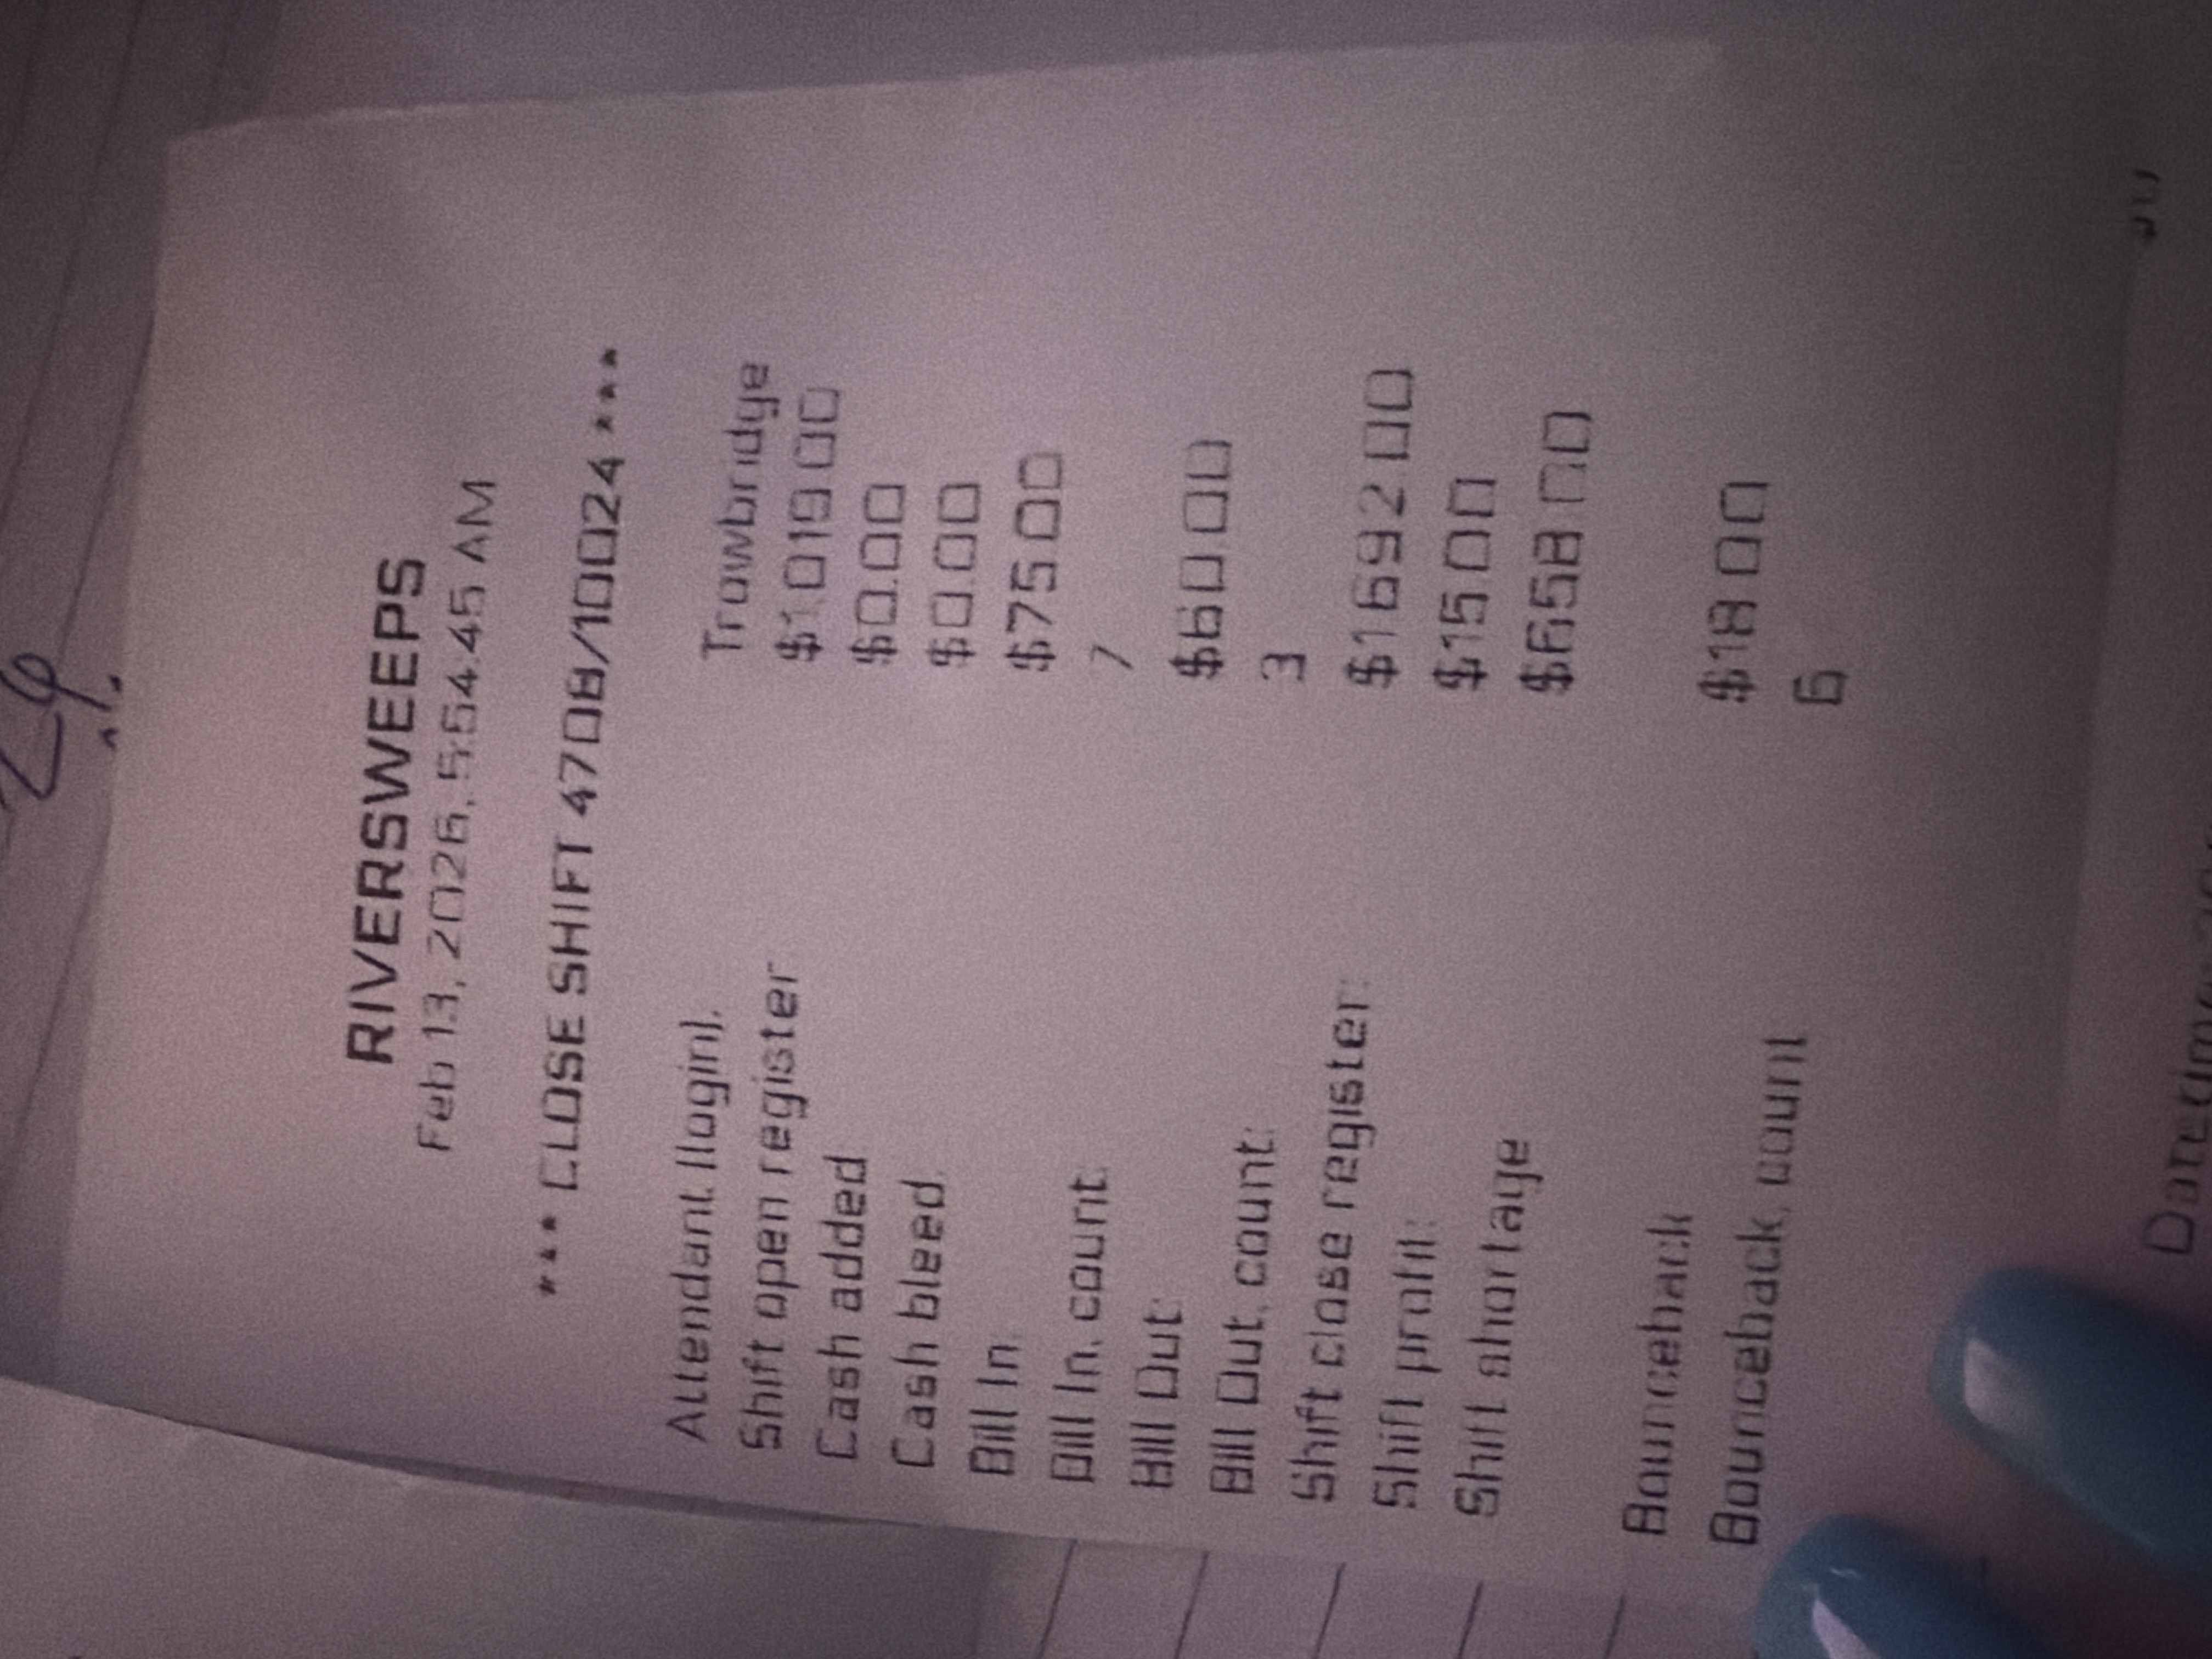 RIVERSWEEPS
Feb 13, 2026, 5:54:45 AM
*** CLOSE SHIFT 4708/10024 ***
Attendant (login): Trowbridge
Shift open register $1019.00
Cash added $0.00
Cash bleed $0.00
Bill In $75.00
Bill In, count: 7
Bill Out: $60.00
Bill Out, count: 3
Shift close register: $1692.00
Shift profit: $15.00
Shift shortage $658.00
Bounceback $18.00
Bounceback, count 6